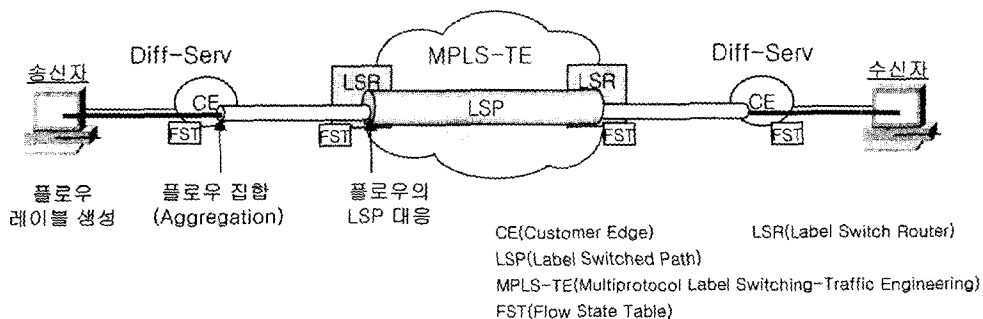 Diff-Serv
MPLS-TE
Diff-Serv
송신자
수신자
LSR
LSR
CE
LSP
CE
FST
FST
FST
FST
플로우
레이블 생성
플로우 집합
(Aggregation)
플로우의
LSP 대응
CE(Customer Edge)
LSR(Label Switch Router)
LSP(Label Switched Path)
MPLS-TE(Multiprotocol Label Switching-Traffic Engineering)
FST(Flow State Table)